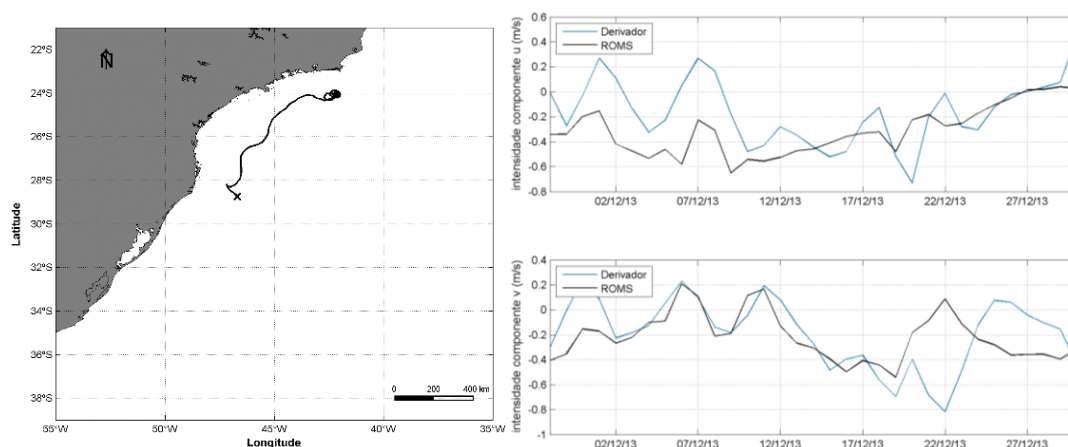 22°S
24°S
26°S
28°S
30°S
32°S
34°S
36°S
38°S
Latitude
N
0 200 400 km
55°W 50°W 45°W 40°W 35°W
Longitude
0.6
0.4
0.2
0
-0.2
-0.4
-0.6
-0.8
intensidade componente u (m/s)
Derivador
ROMS
02/12/13 07/12/13 12/12/13 17/12/13 22/12/13 27/12/13
0.4
0.2
0
-0.2
-0.4
-0.6
-0.8
-1
intensidade componente v (m/s)
Derivador
ROMS
02/12/13 07/12/13 12/12/13 17/12/13 22/12/13 27/12/13